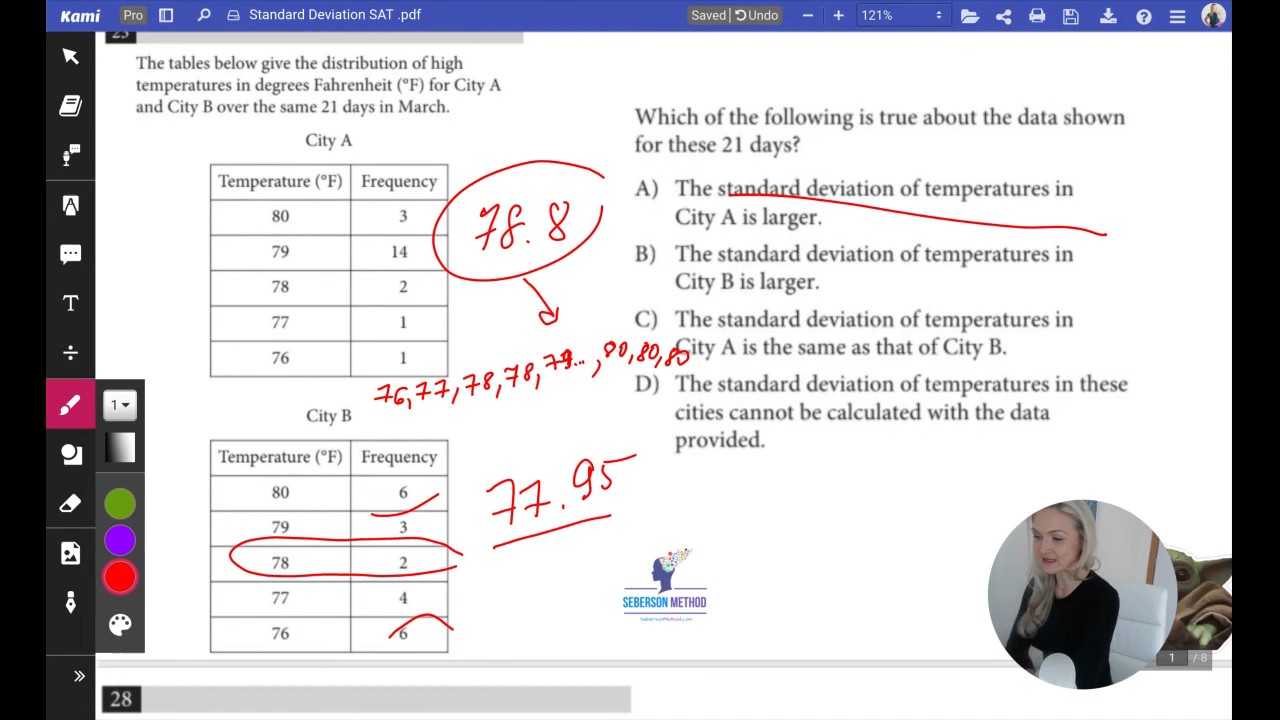 Kami
Pro
Standard Deviation SAT .pdf
Saved
Undo
121%
The tables below give the distribution of high
temperatures in degrees Fahrenheit (°F) for City A
and City B over the same 21 days in March.
City A
Temperature (°F) Frequency
80 3
79 14
78 2
77 1
76 1
78.8
76, 77, 78, 78, 79..., 80, 80, 80
City B
Temperature (°F) Frequency
80 6
79 3
78 2
77 4
76 6
77.95
Which of the following is true about the data shown
for these 21 days?
A) The standard deviation of temperatures in
City A is larger.
B) The standard deviation of temperatures in
City B is larger.
C) The standard deviation of temperatures in
City A is the same as that of City B.
D) The standard deviation of temperatures in these
cities cannot be calculated with the data
provided.
SEBERSON METHOD
SebersonMethod.com
1
1 / 8
28